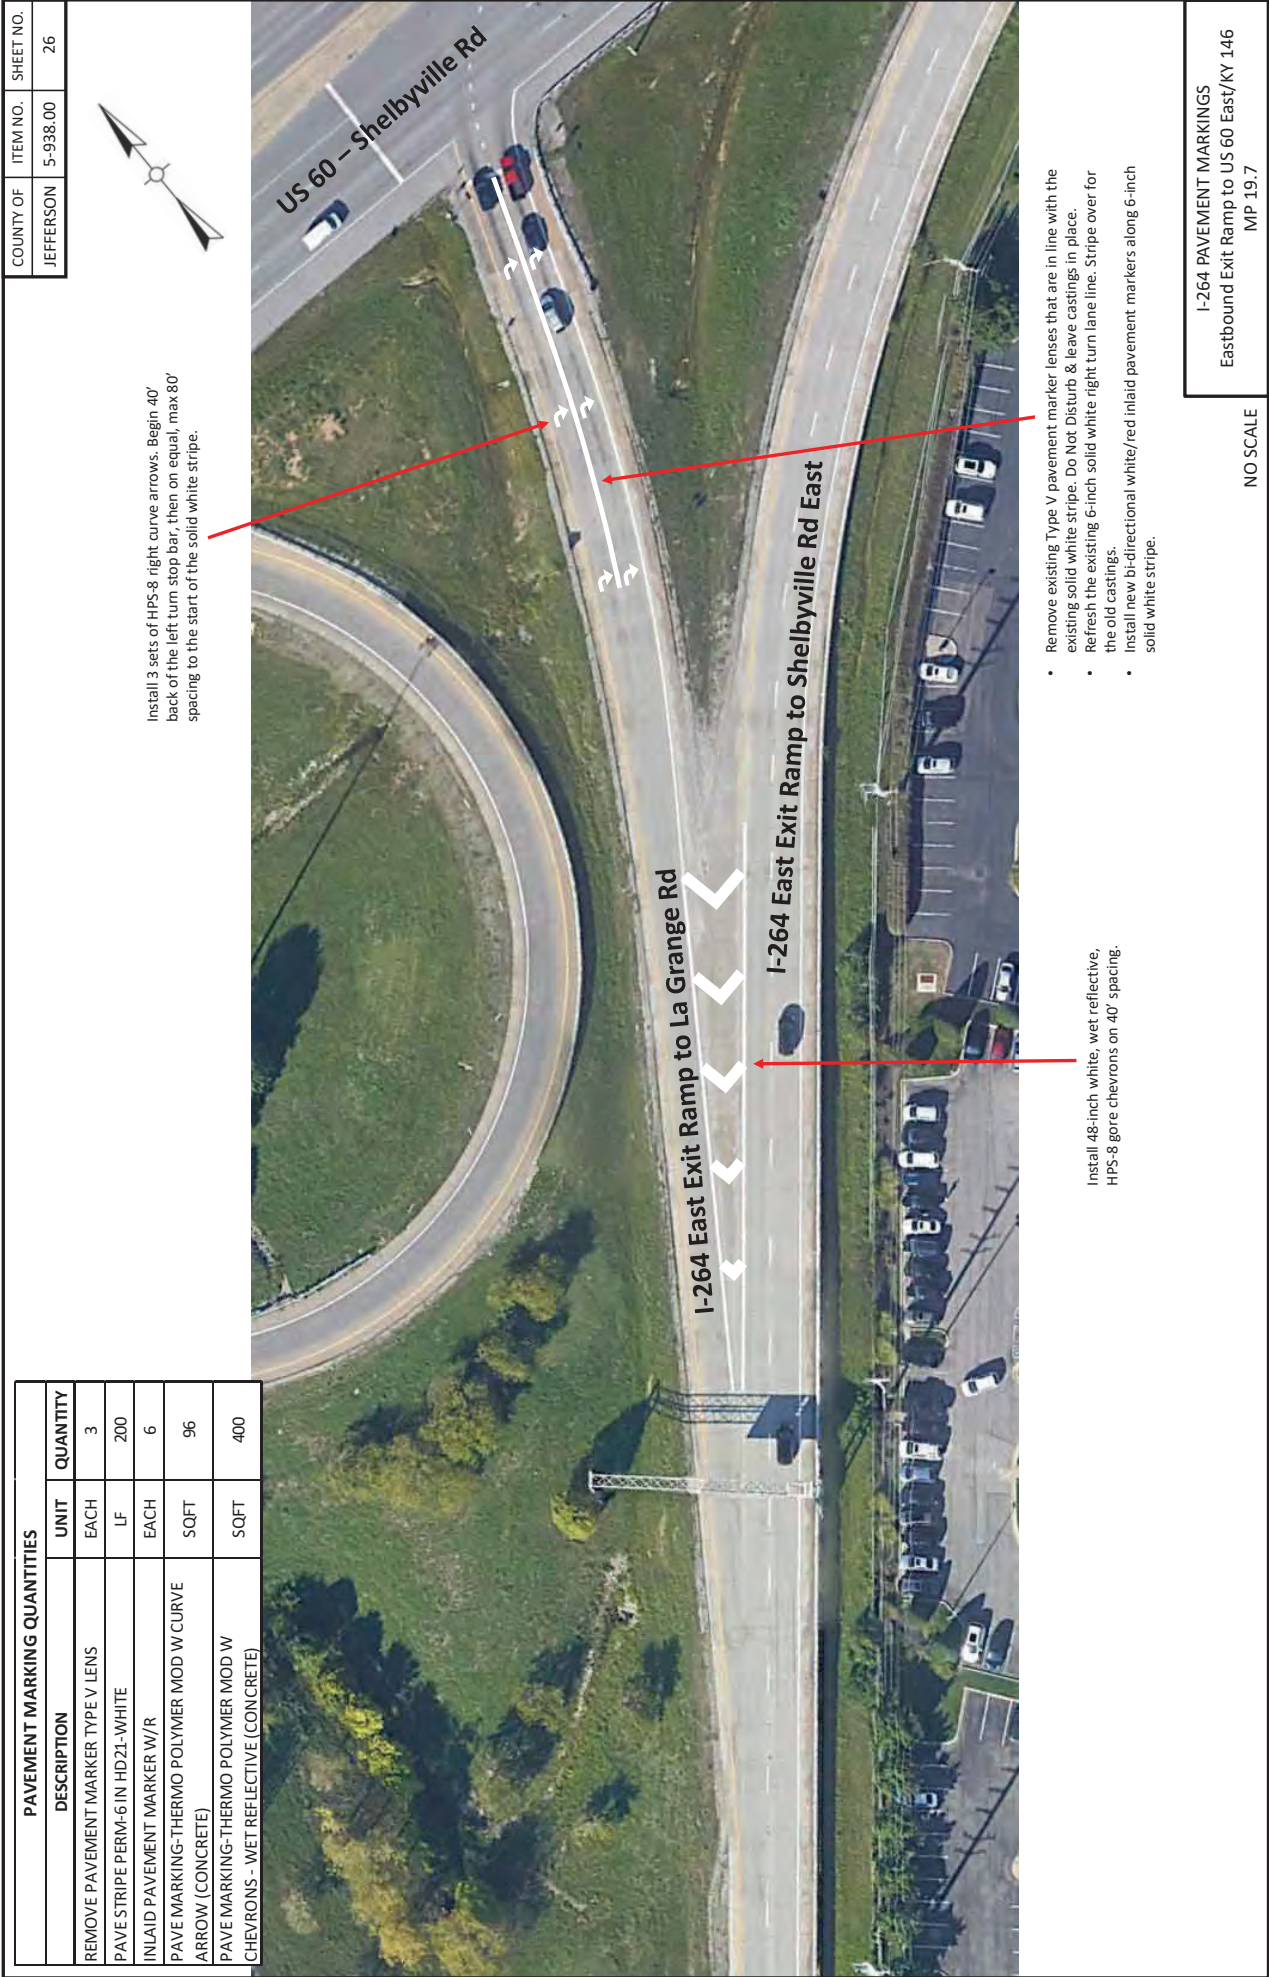 COUNTY OF ITEM NO. SHEET NO.
JEFFERSON 5-938.00 26
PAVEMENT MARKING QUANTITIES
DESCRIPTION UNIT QUANTITY
REMOVE PAVEMENT MARKER TYPE V LENS EACH 3
PAVE STRIPE PERM-6 IN HD21-WHITE LF 200
INLAID PAVEMENT MARKER W/R EACH 6
PAVE MARKING-THERMO POLYMER MOD W CURVE
ARROW (CONCRETE) SQFT 96
PAVE MARKING-THERMO POLYMER MOD W
CHEVRONS - WET REFLECTIVE (CONCRETE) SQFT 400
Install 3 sets of HPS-8 right curve arrows. Begin 40'
back of the left turn stop bar, then on equal, max 80'
spacing to the start of the solid white stripe.
US 60 – Shelbyville Rd
I-264 East Exit Ramp to La Grange Rd
I-264 East Exit Ramp to Shelbyville Rd East
Install 48-inch white, wet reflective,
HPS-8 gore chevrons on 40' spacing.
• Remove existing Type V pavement marker lenses that are in line with the
existing solid white stripe. Do Not Disturb & leave castings in place.
• Refresh the existing 6-inch solid white right turn lane line. Stripe over for
the old castings.
• Install new bi-directional white/red inlaid pavement markers along 6-inch
solid white stripe.
NO SCALE
I-264 PAVEMENT MARKINGS
Eastbound Exit Ramp to US 60 East/KY 146
MP 19.7